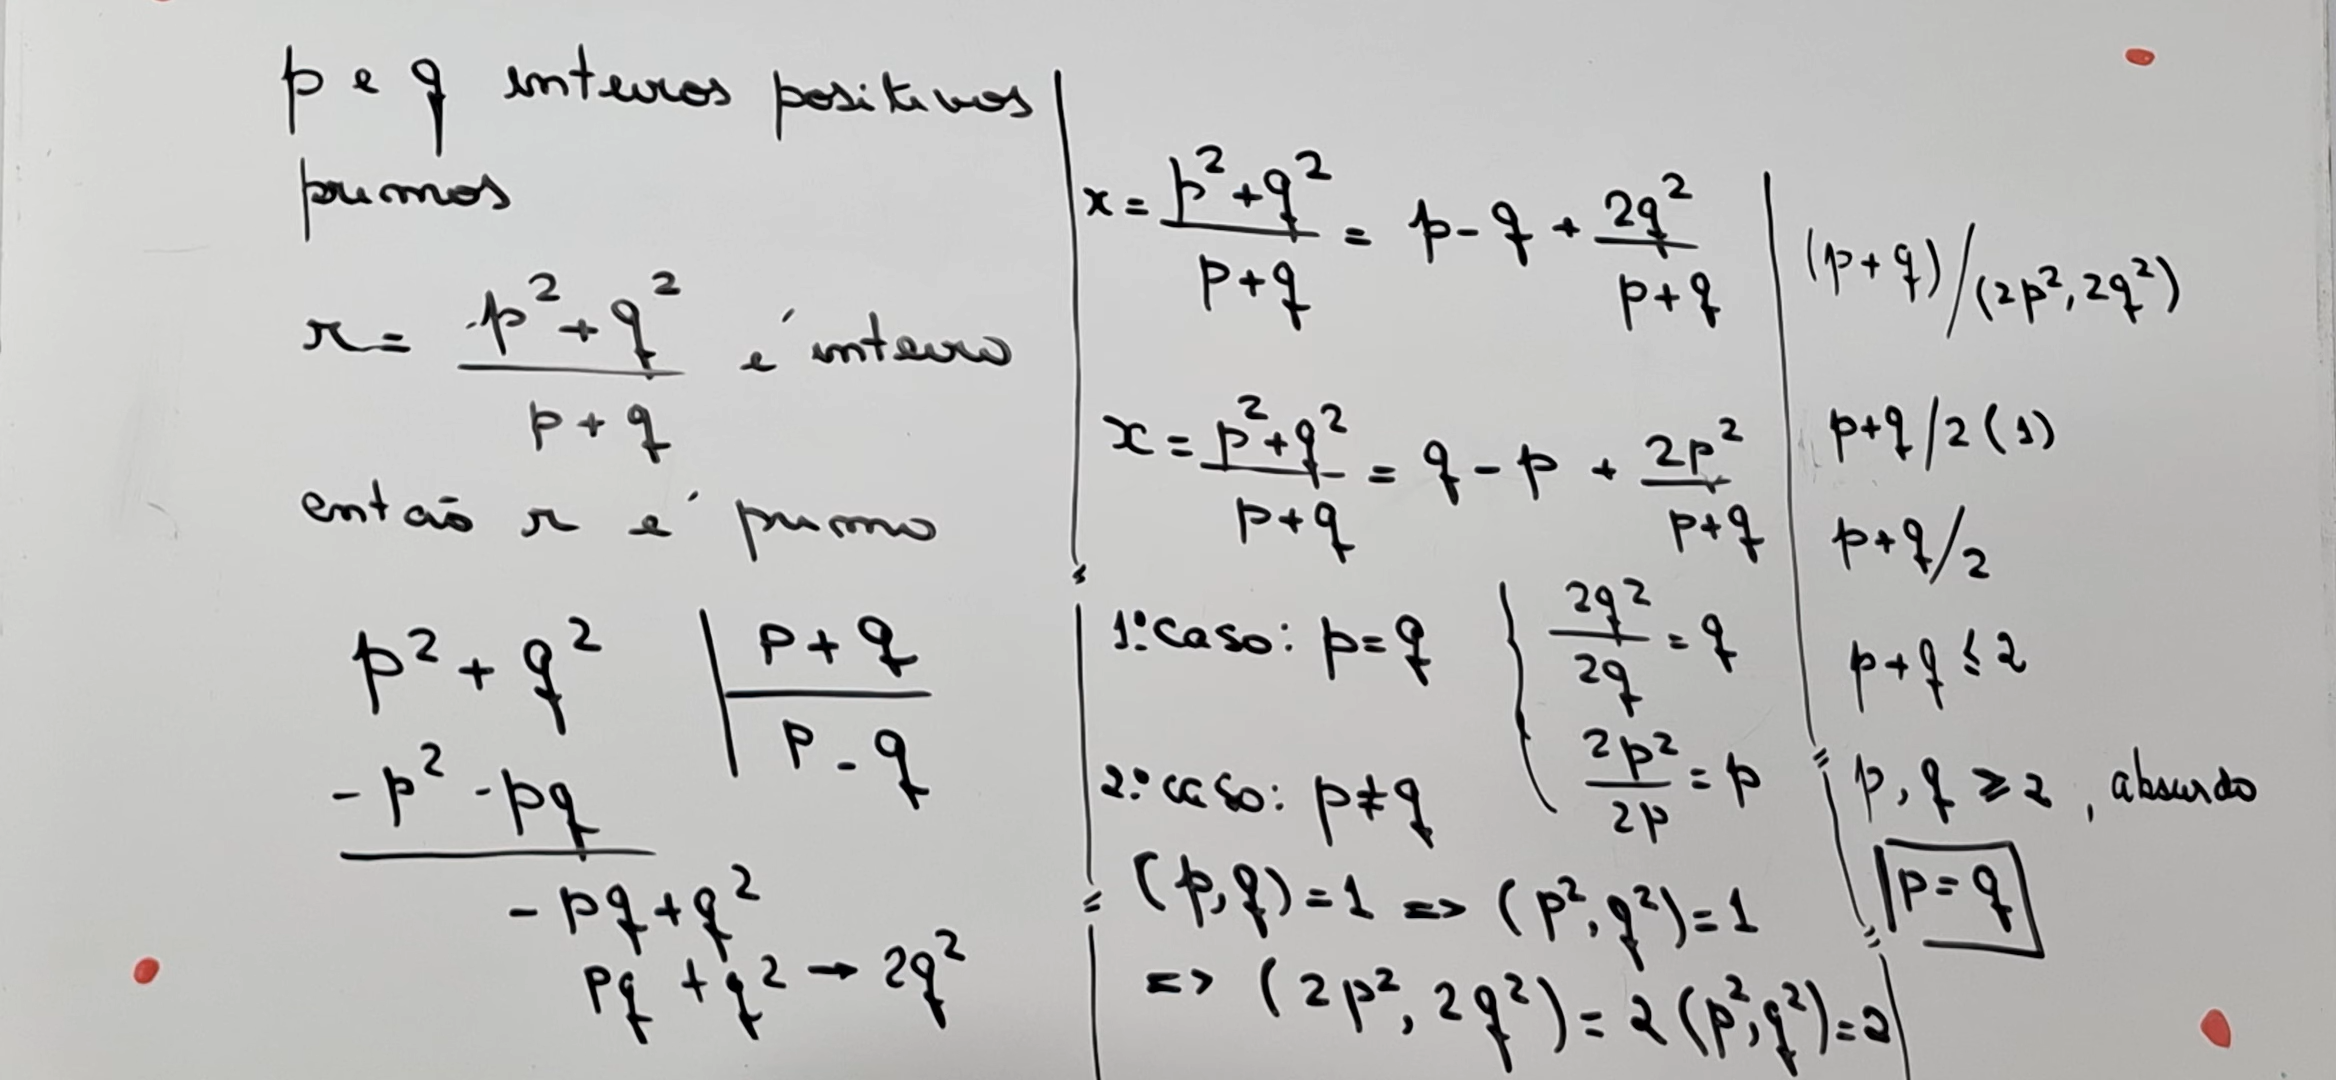 p e q inteiros positivos
primos
r = p²+q² / p+q é inteiro
então r é primo
p² + q² | p + q
-p² - pq | p - q
- pq + q²
pq + q² → 2q²
x = p²+q² / p+q = p - q + 2q² / p+q
x = p²+q² / p+q = q - p + 2p² / p+q
1º caso: p = q { 2q² / 2q = q
2p² / 2p = p
2º caso: p ≠ q
(p,q) = 1 => (p², q²) = 1
=> (2p², 2q²) = 2(p², q²) = 2
(p+q) / (2p², 2q²)
p+q / 2(1)
p+q / 2
p+q ≤ 2
p, q ≥ 2, absurdo
p = q